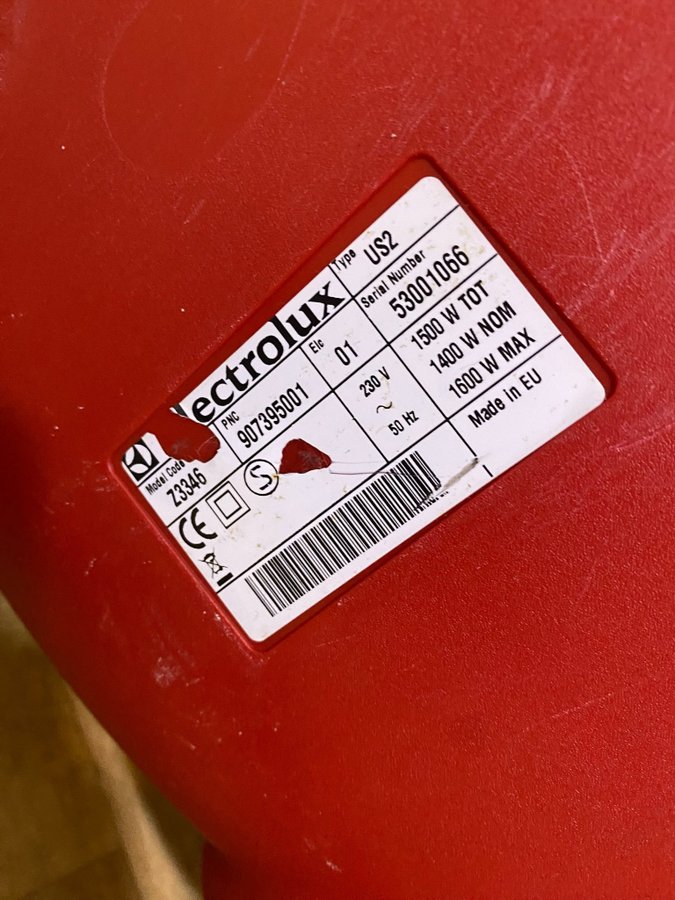 lectrolux
Type US2
Model Code
Z3346
PNC
907395001
Elc
01
Serial Number
53001066
230 V
~
50 Hz
1500 W TOT
1400 W NOM
1600 W MAX
CE
S
Made in EU